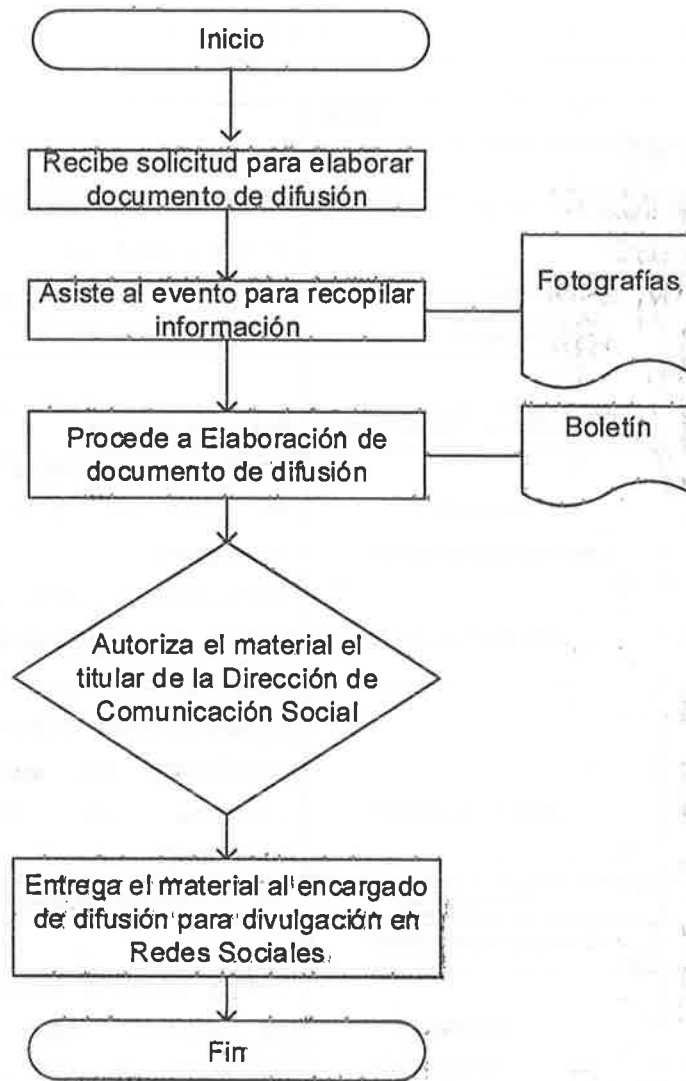 Inicio
Recibe solicitud para elaborar
documento de difusión
Asiste al evento para recopilar
información
Fotografías
Procede a Elaboración de
documento de difusión
Boletín
Autoriza el material el
titular de la Dirección de
Comunicación Social
Entrega el material al encargado
de difusión para divulgación en
Redes Sociales
Fin